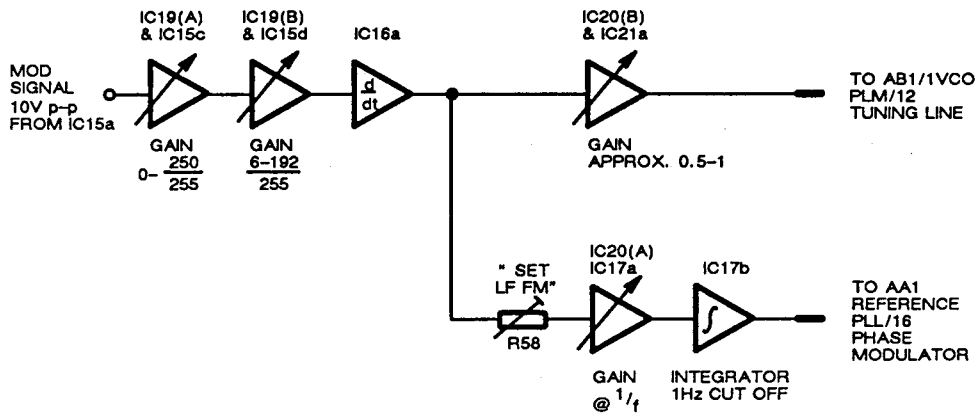 IC19(A)
& IC15c
IC19(B)
& IC15d
IC16a
IC20(B)
& IC21a
MOD
SIGNAL
10V p-p
FROM IC15a
d
dt
TO AB1/1VCO
PLM/12
TUNING LINE
GAIN
0- 250
255
GAIN
6-192
255
GAIN
APPROX. 0.5-1
" SET
LF FM"
R58
IC20(A)
IC17a
IC17b
∫
TO AA1
REFERENCE
PLL/16
PHASE
MODULATOR
GAIN
@ 1/f
INTEGRATOR
1Hz CUT OFF